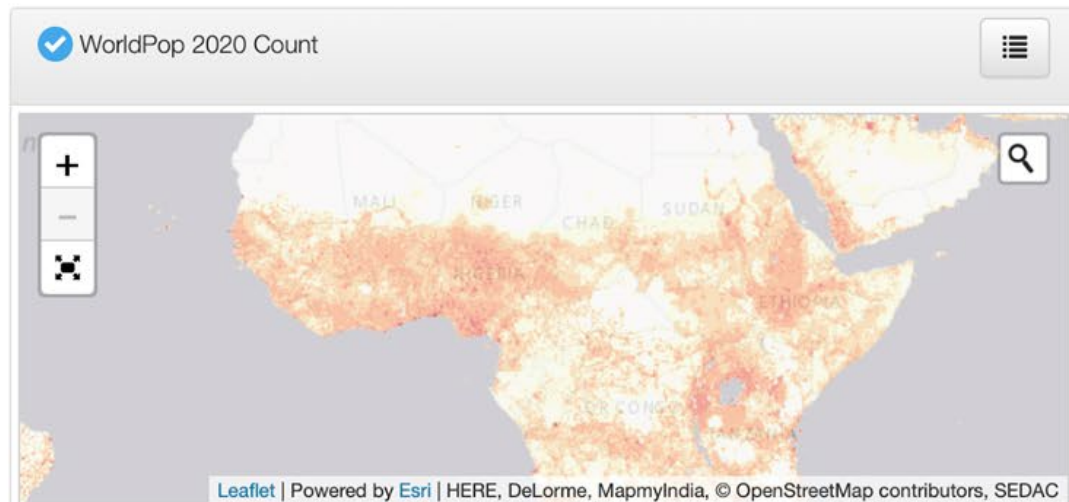 WorldPop 2020 Count
+
MALI
NIGER
CHAD
SUDAN
NIGERIA
ETHIOPIA
DR CONGO
Leaflet | Powered by Esri | HERE, DeLorme, MapmyIndia, © OpenStreetMap contributors, SEDAC